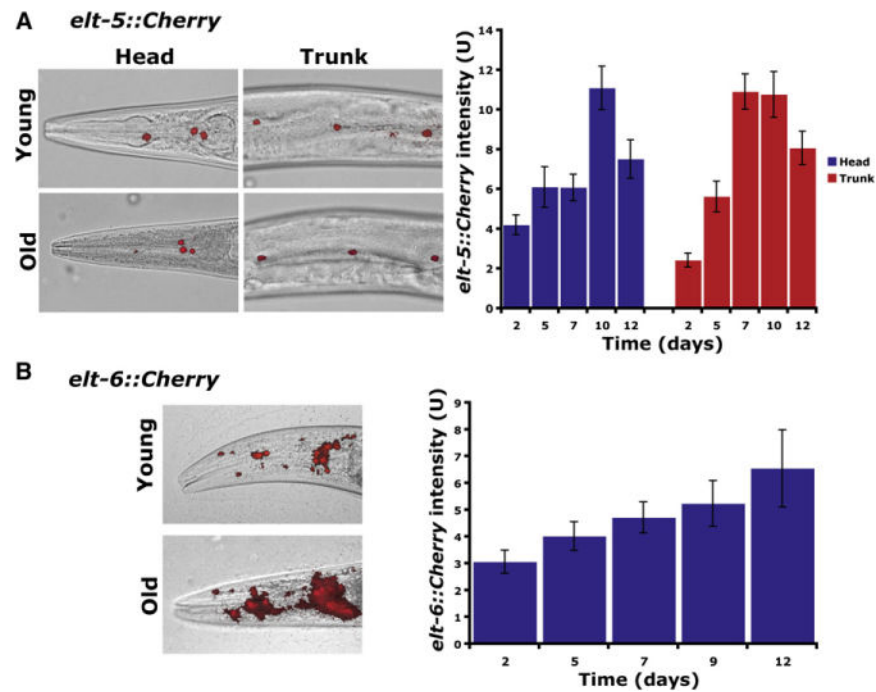 A elt-5::Cherry
Head Trunk
Young
Old
elt-5::Cherry intensity (U)
14
12
10
8
6
4
2
0
2 5 7 10 12 2 5 7 10 12
Time (days)
Head
Trunk
B elt-6::Cherry
Young
Old
elt-6::Cherry intensity (U)
9
8
7
6
5
4
3
2
1
0
2 5 7 9 12
Time (days)